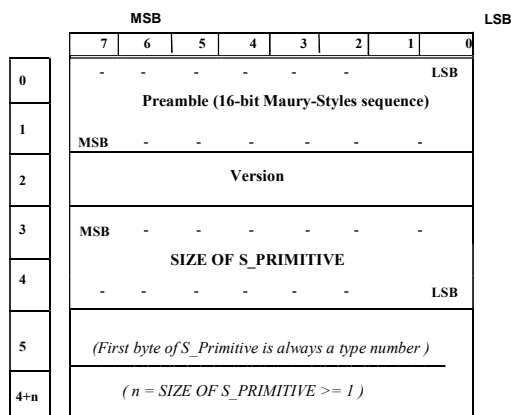 MSB LSB
7 6 5 4 3 2 1 0
0 - - - - - - LSB
Preamble (16-bit Maury-Styles sequence)
1 MSB - - - - - - -
2 Version
3 MSB - - - - - - -
SIZE OF S_PRIMITIVE
4 - - - - - - LSB
5 (First byte of S_Primitive is always a type number )
4+n ( n = SIZE OF S_PRIMITIVE >= 1 )